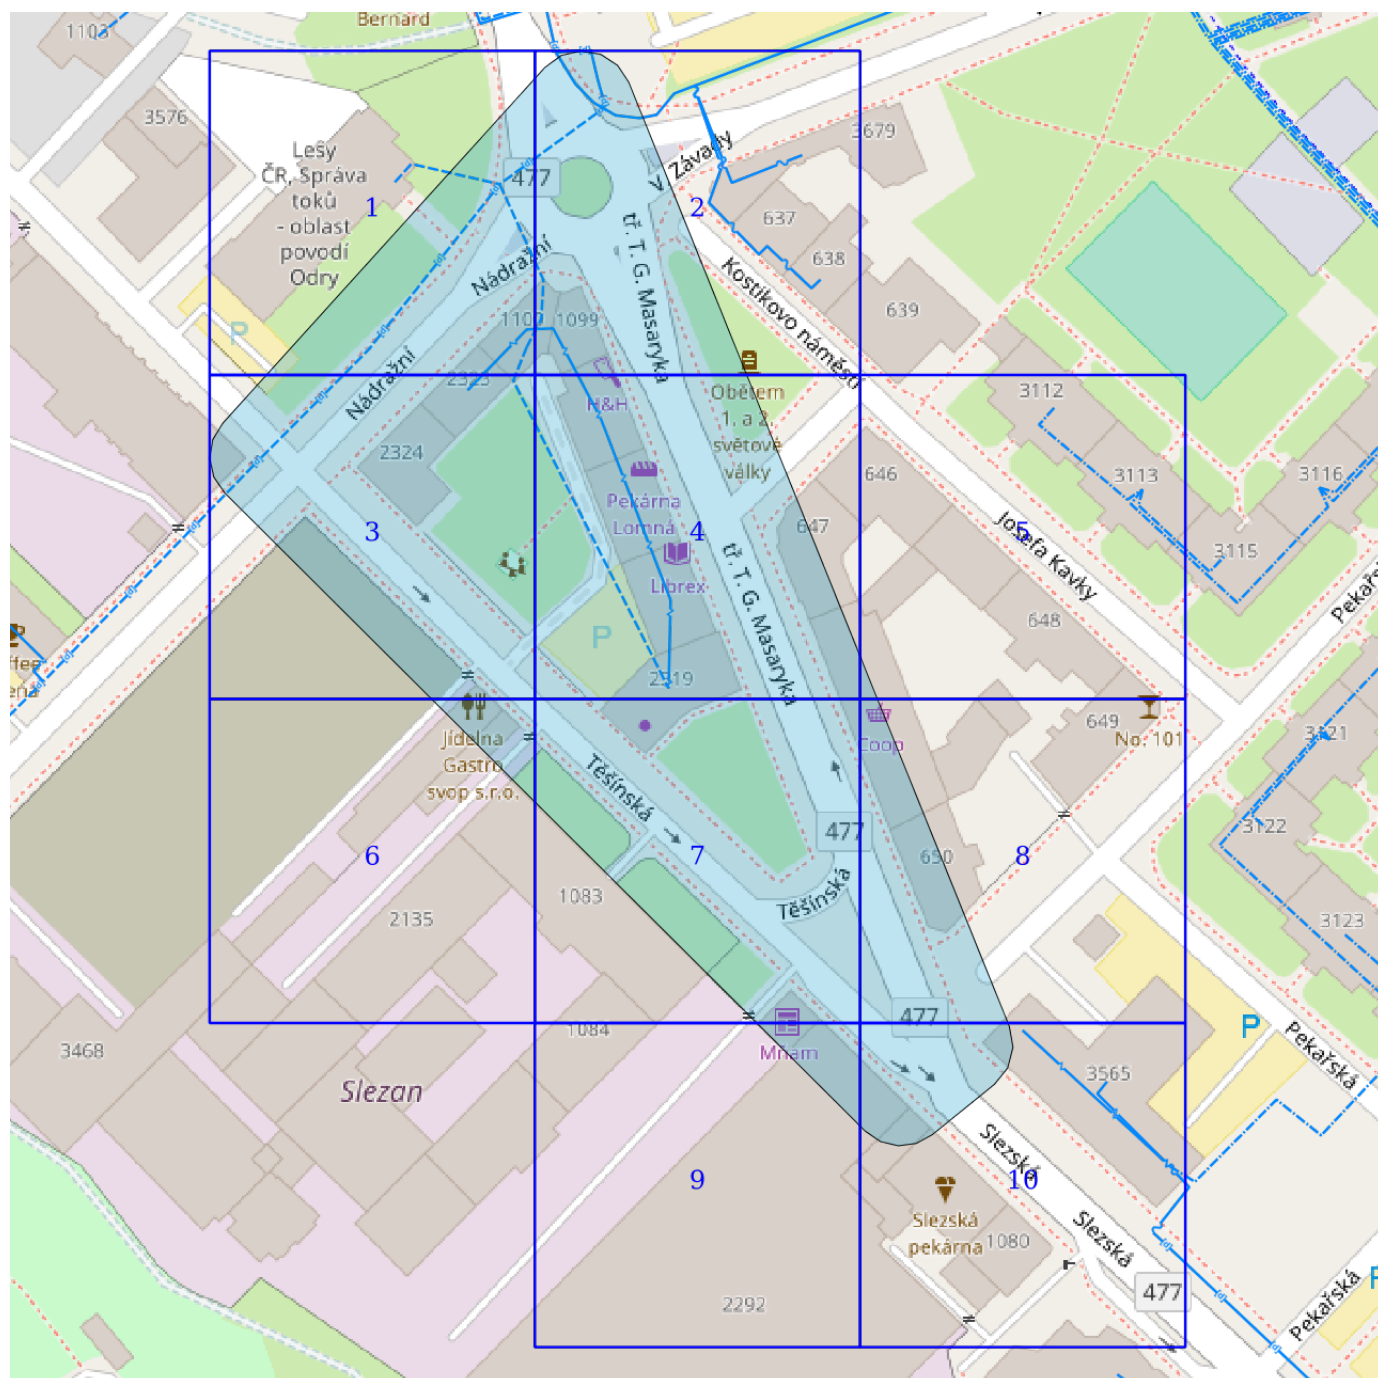 Bernard
1103
3576
Lesy
ČR, Správa
toků
- oblast
povodí
Odry
1
477
2
Závady
3679
637
638
639
tř. T. G. Masaryka
Nádražní
Kostikovo náměstí
1099
P
Nádražní
2323
2324
H&H
Obětem
1. a 2.
světové
války
Pekárna
Lomná
Librex
646
647
3112
3113
3116
3115
3
4
5
Josefa Kavky
tř. T. G. Masaryka
648
Pekařs
P
2319
649
No. 101
Coop
Jídelna
Gastro
svop s.r.o.
Těšínská
477
3121
3122
6
7
8
650
Těšínská
1083
2135
3123
477
1084
Mňam
P
Pekařská
3468
Slezan
3565
Slezská
9
10
Slezská
pekárna
1080
Slezská
477
P
Pekařská
2292